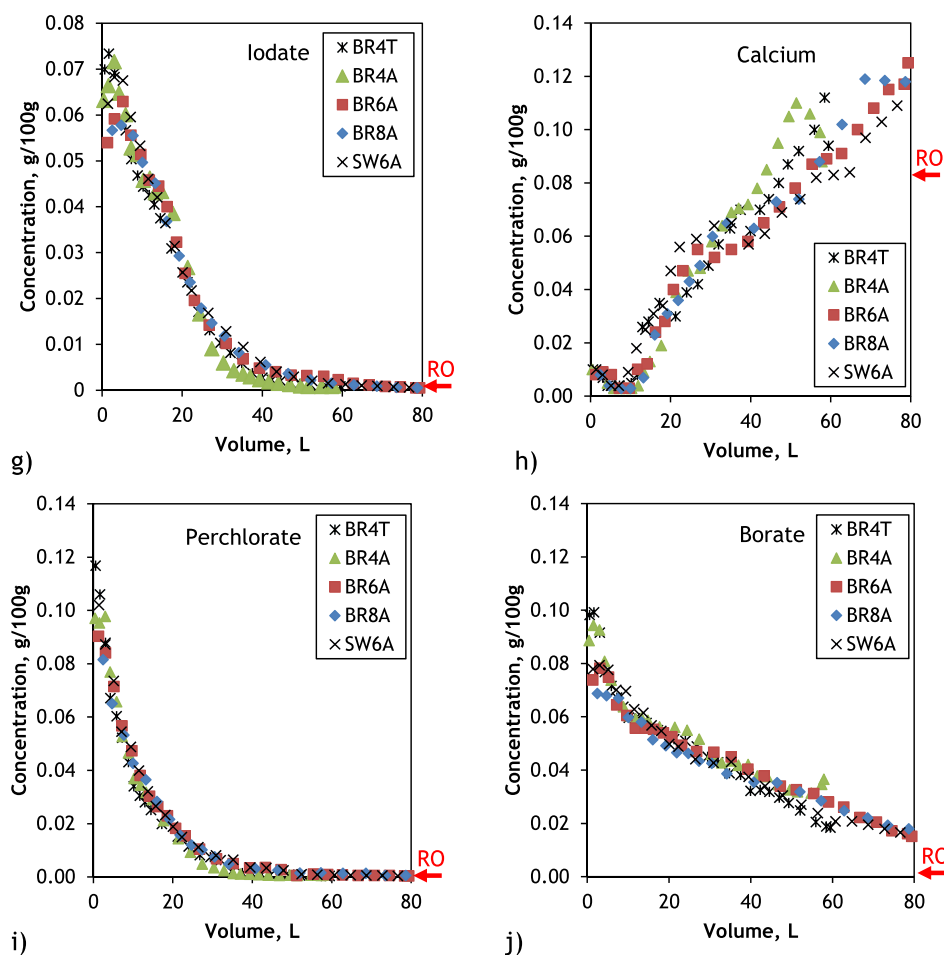 Iodate
BR4T
BR4A
BR6A
BR8A
SW6A
0.08
0.07
0.06
0.05
0.04
0.03
0.02
0.01
0
Concentration, g/100g
0 20 40 60 80
Volume, L
RO
g)
Calcium
BR4T
BR4A
BR6A
BR8A
SW6A
0.14
0.12
0.10
0.08
0.06
0.04
0.02
0.00
Concentration, g/100g
0 20 40 60 80
Volume, L
RO
h)
Perchlorate
BR4T
BR4A
BR6A
BR8A
SW6A
0.14
0.12
0.10
0.08
0.06
0.04
0.02
0.00
Concentration, g/100g
0 20 40 60 80
Volume, L
RO
i)
Borate
BR4T
BR4A
BR6A
BR8A
SW6A
0.14
0.12
0.10
0.08
0.06
0.04
0.02
0.00
Concentration, g/100g
0 20 40 60 80
Volume, L
RO
j)